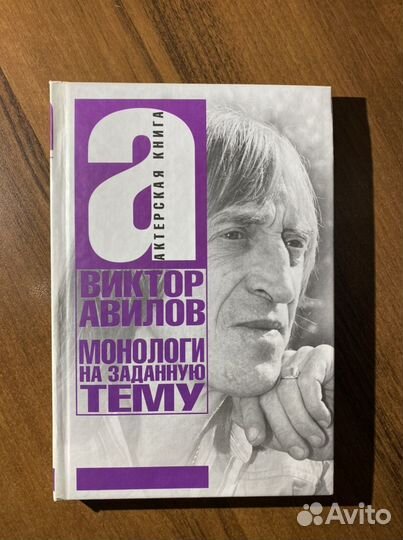 а
АКТЕРСКАЯ КНИГА
ВИКТОР
АВИЛОВ
МОНОЛОГИ
НА ЗАДАННУЮ
ТЕМУ
Avito